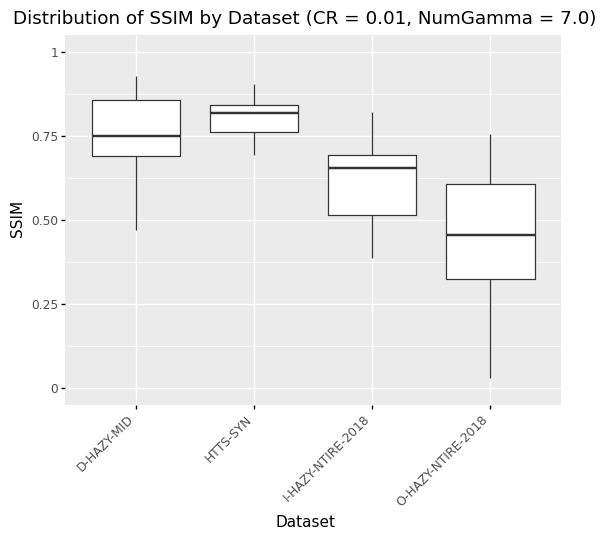 Distribution of SSIM by Dataset (CR = 0.01, NumGamma = 7.0)
1
0.75
0.50
0.25
0
SSIM
D-HAZY-MID
HTTS-SYN
I-HAZY-NTIRE-2018
O-HAZY-NTIRE-2018
Dataset